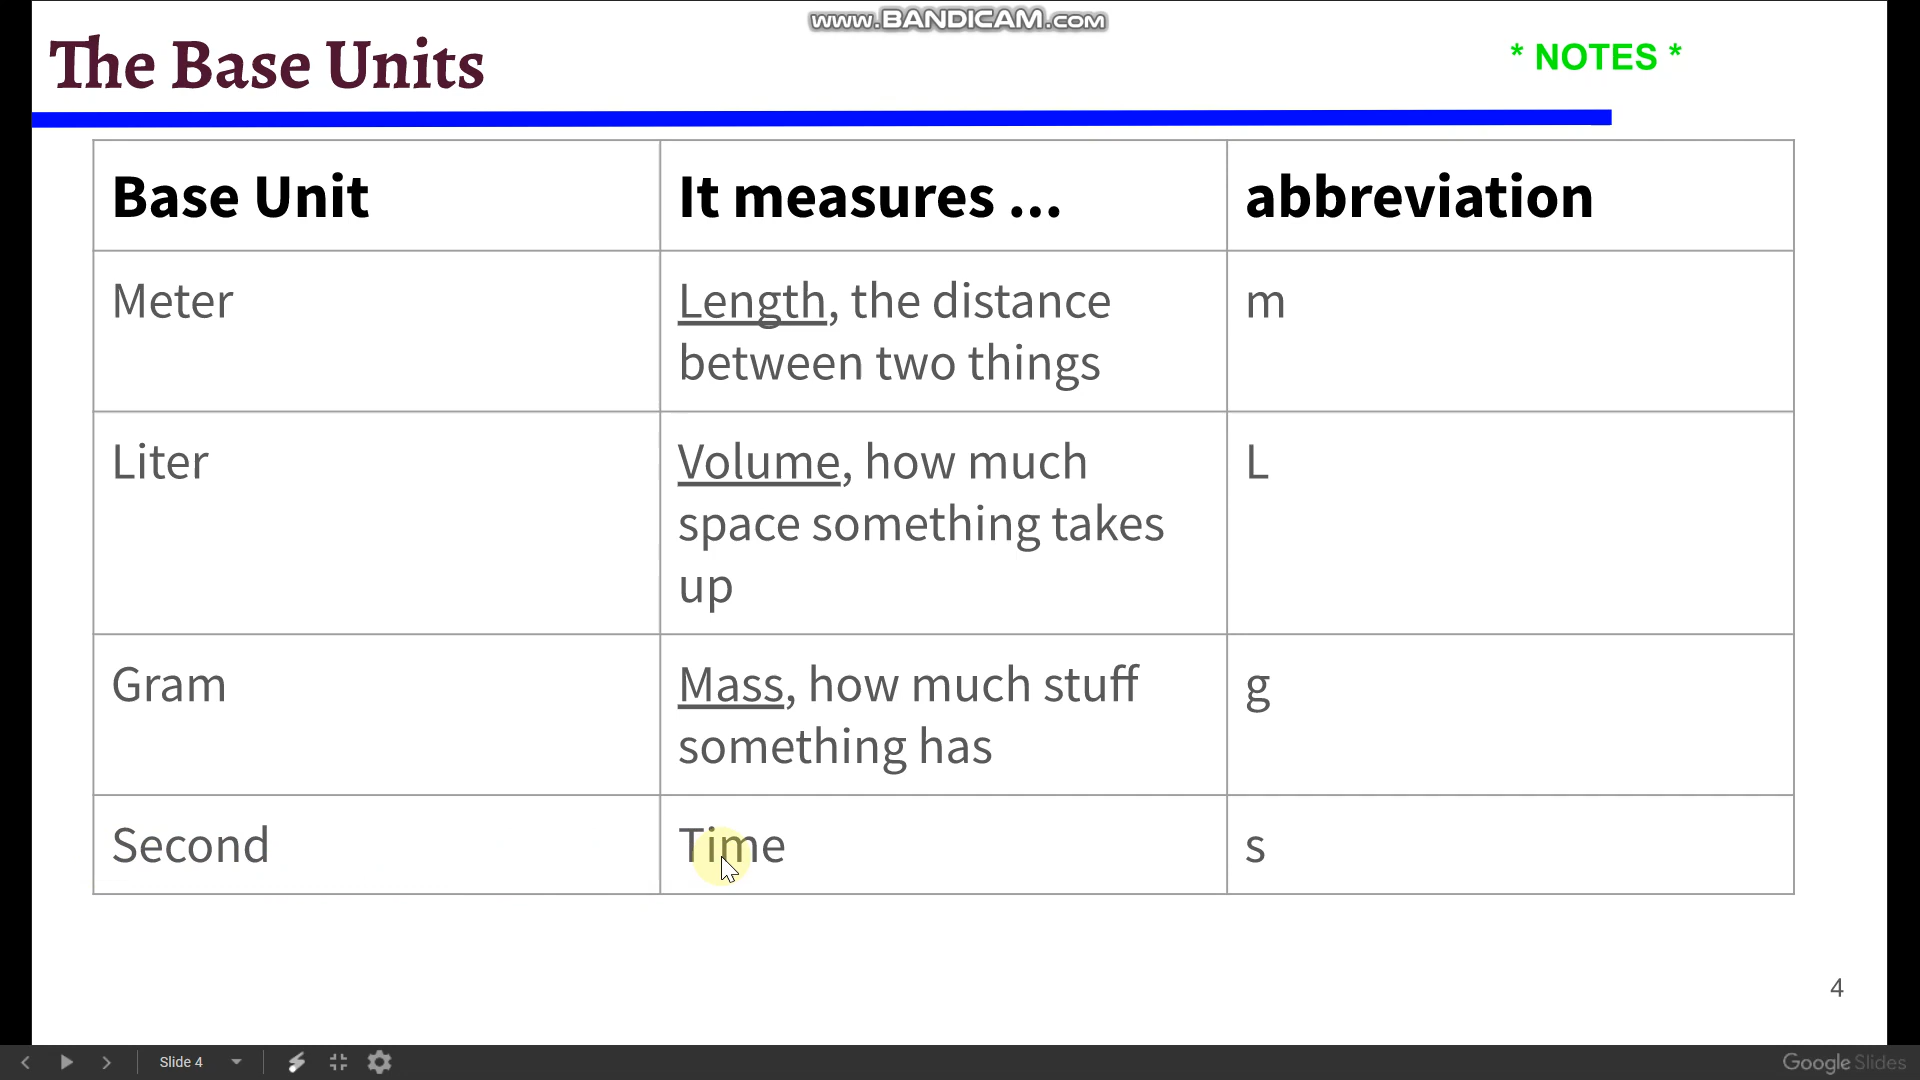 www.BANDICAM.com
The Base Units
* NOTES *
Base Unit
It measures ...
abbreviation
Meter
Length, the distance
between two things
m
Liter
Volume, how much
space something takes
up
L
Gram
Mass, how much stuff
something has
g
Second
Time
s
4
Slide 4
Google Slides